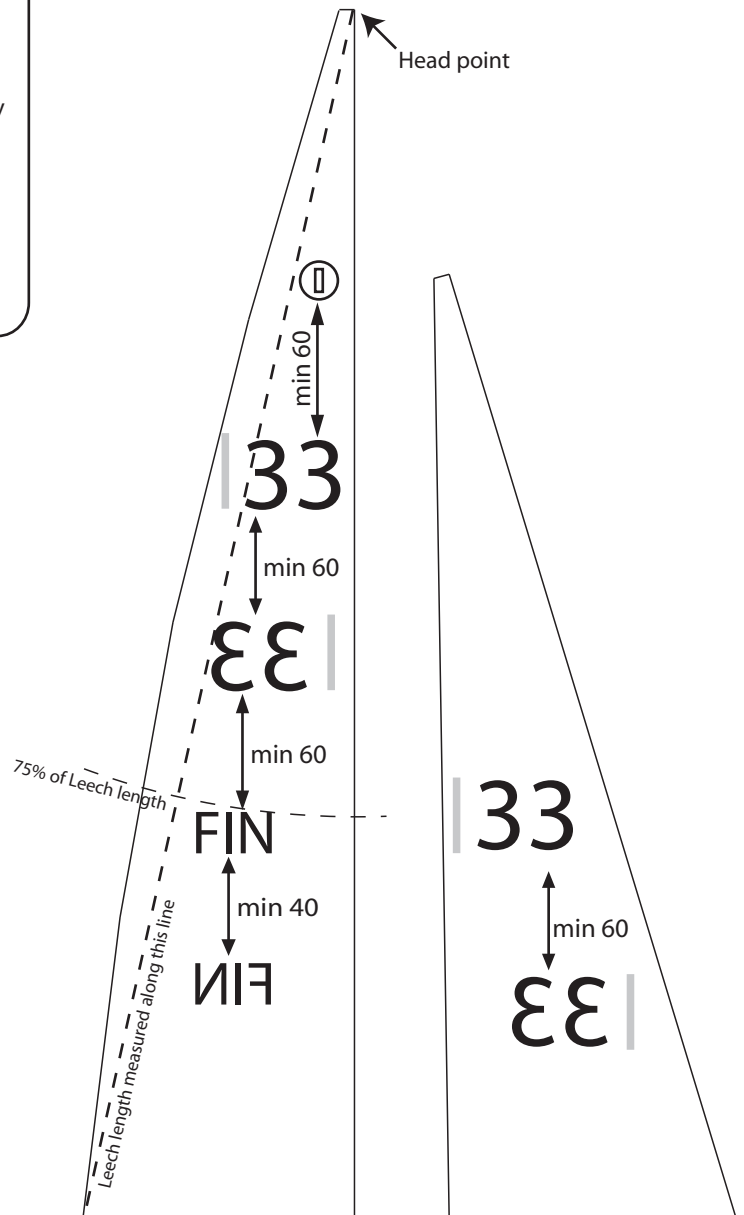 Head point
min 60
33
min 60
33
min 60
75% of Leech length
FIN
min 40
FIN
Leech length measured along this line
33
min 60
33